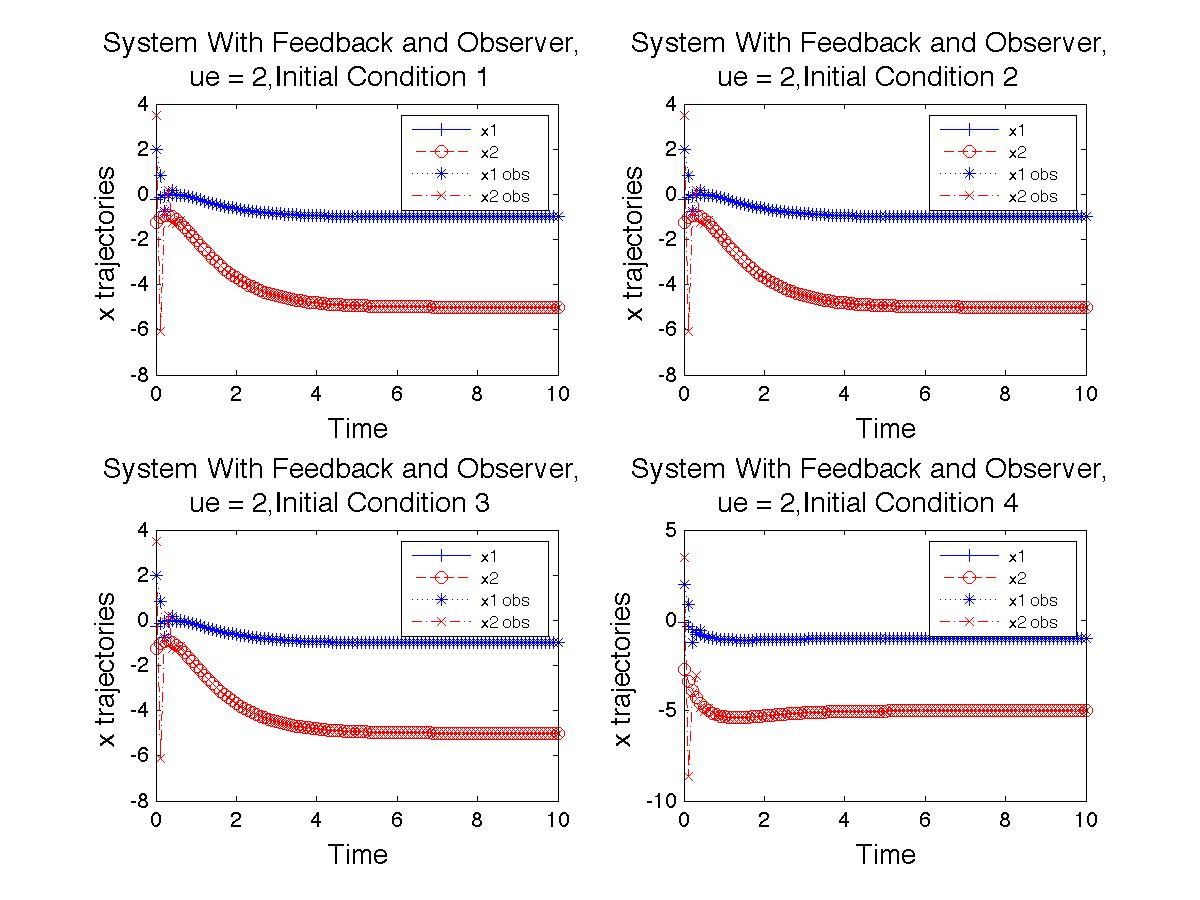 System With Feedback and Observer,
ue = 2,Initial Condition 1
4
2
0
-2
-4
-6
-8
x trajectories
x1
x2
x1 obs
x2 obs
0
2
4
6
8
10
Time
System With Feedback and Observer,
ue = 2,Initial Condition 2
4
2
0
-2
-4
-6
-8
x trajectories
x1
x2
x1 obs
x2 obs
0
2
4
6
8
10
Time
System With Feedback and Observer,
ue = 2,Initial Condition 3
4
2
0
-2
-4
-6
-8
x trajectories
x1
x2
x1 obs
x2 obs
0
2
4
6
8
10
Time
System With Feedback and Observer,
ue = 2,Initial Condition 4
5
0
-5
-10
x trajectories
x1
x2
x1 obs
x2 obs
0
2
4
6
8
10
Time